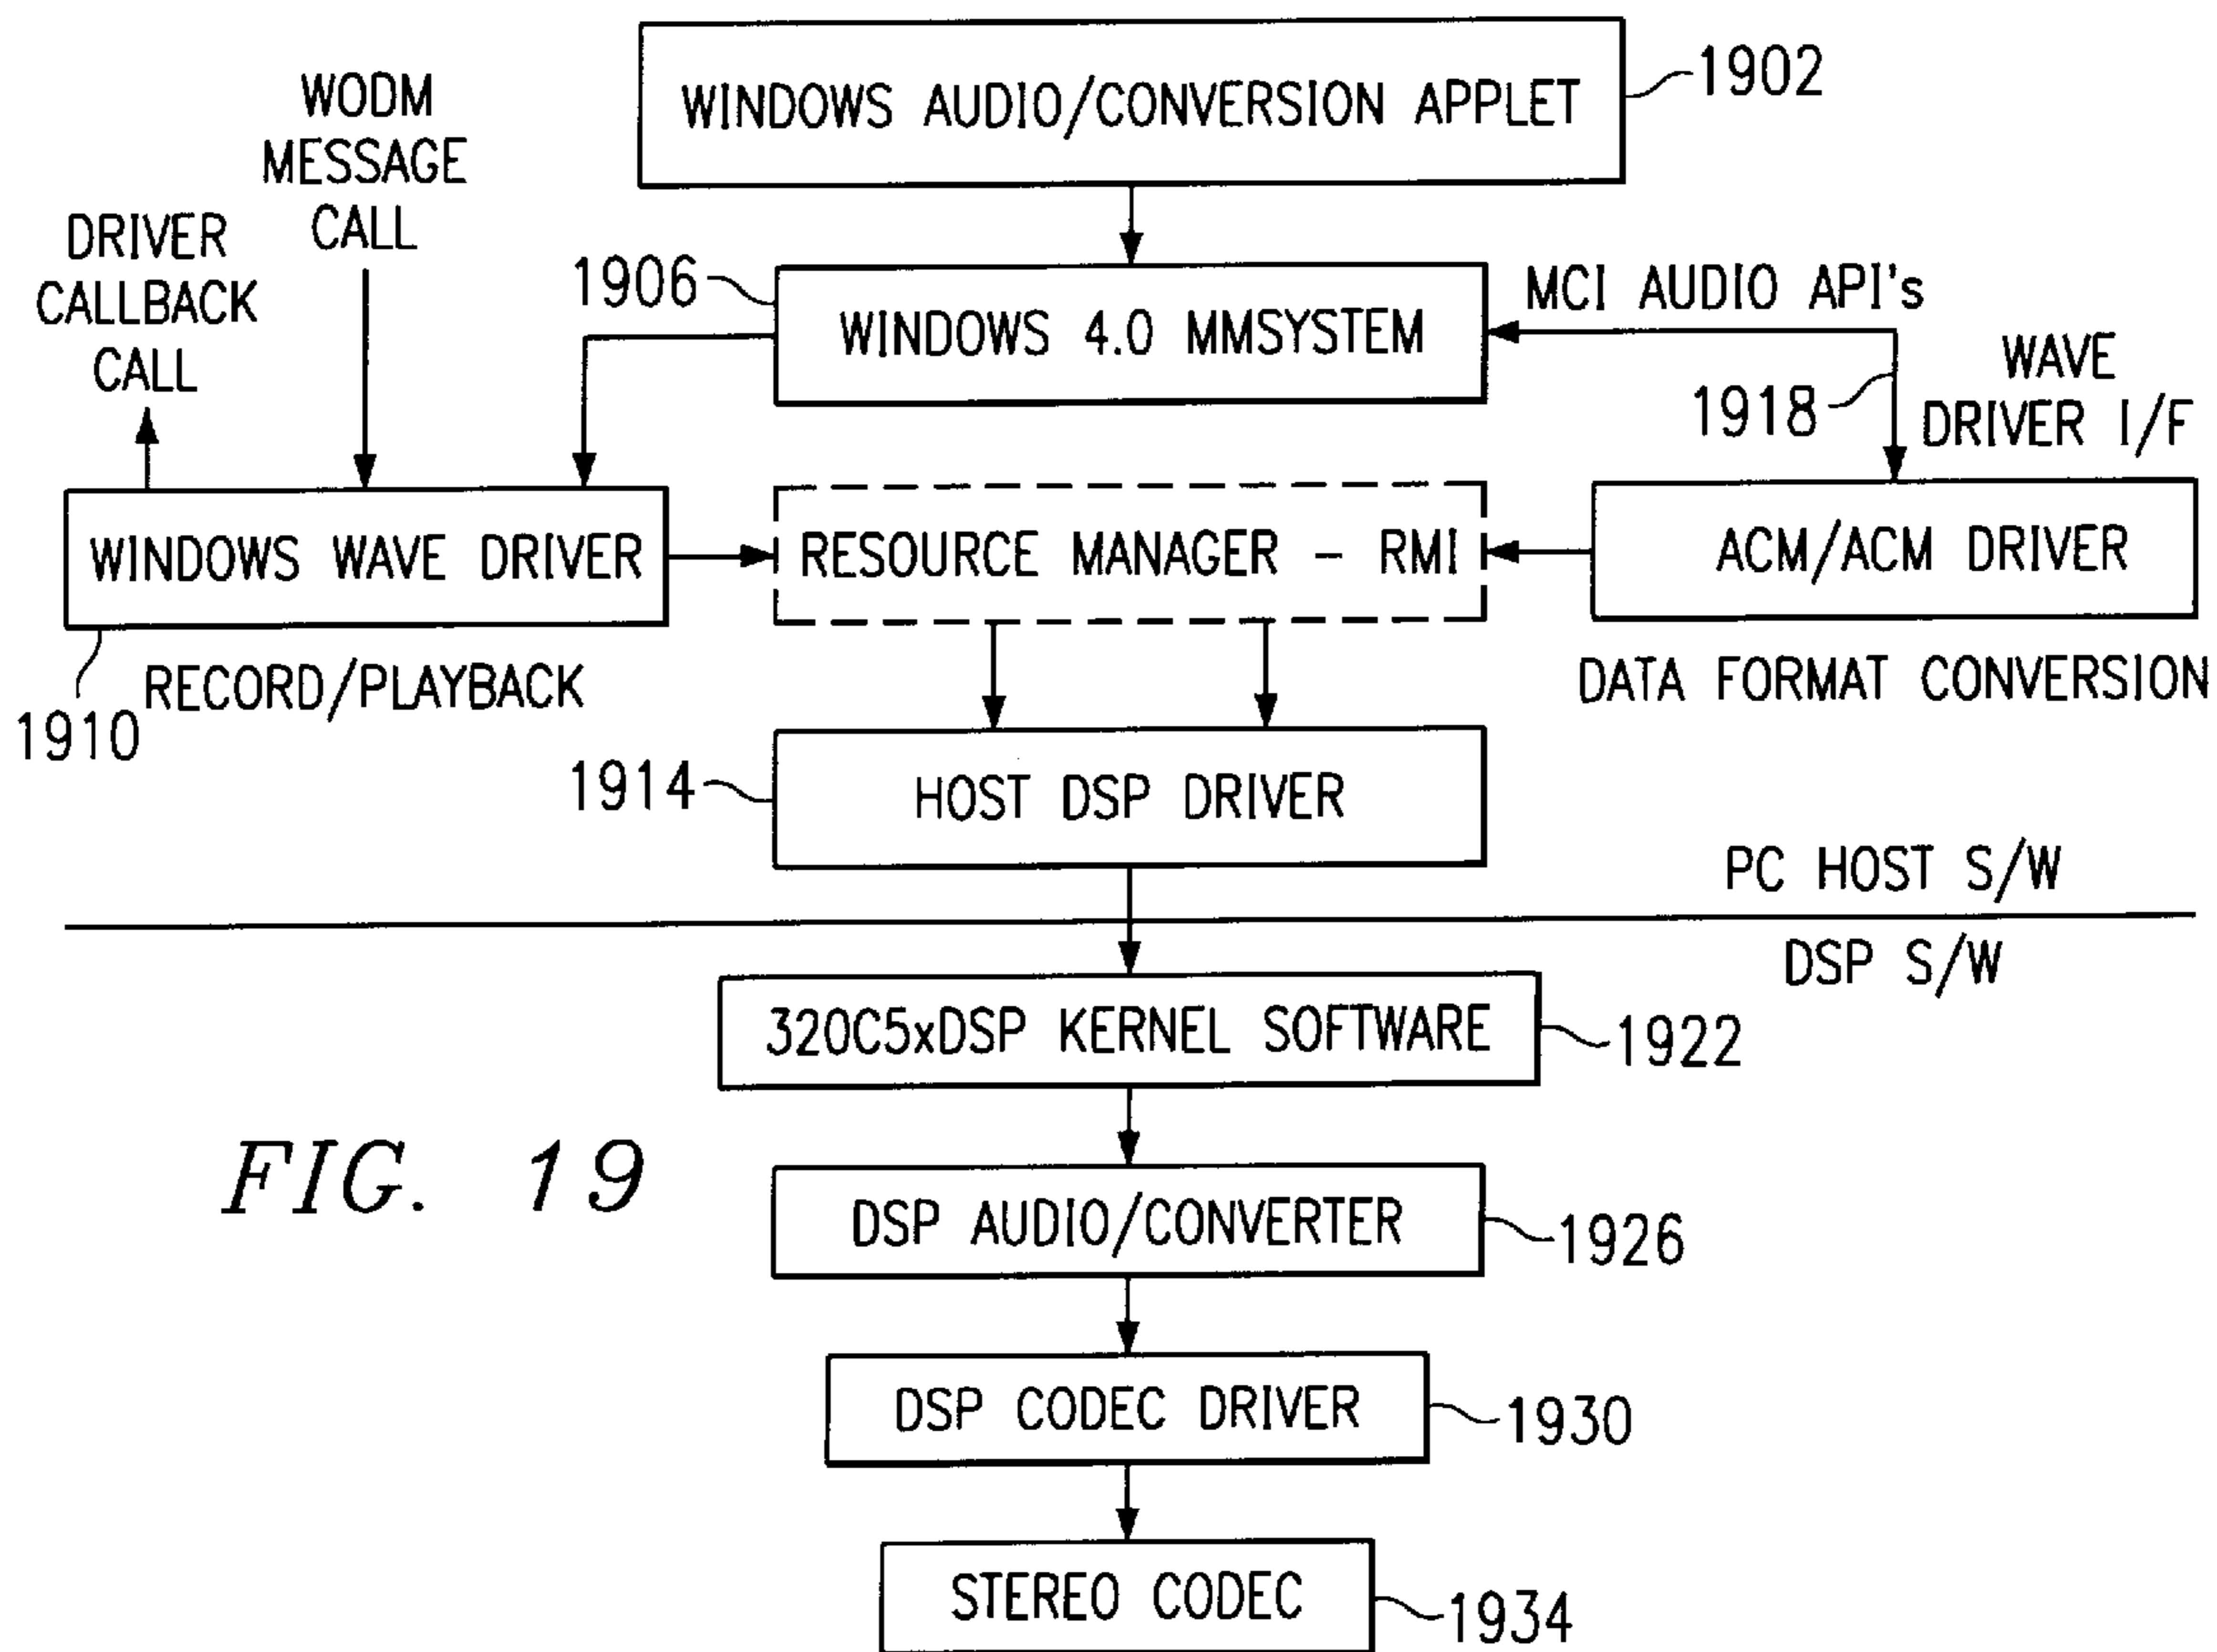 WINDOWS AUDIO/CONVERSION APPLET
1902
WODM
MESSAGE
CALL
DRIVER
CALLBACK
CALL
1906
WINDOWS 4.0 MMSYSTEM
MCI AUDIO API's
1918
WAVE
DRIVER I/F
WINDOWS WAVE DRIVER
RESOURCE MANAGER - RMI
ACM/ACM DRIVER
1910
RECORD/PLAYBACK
DATA FORMAT CONVERSION
1914
HOST DSP DRIVER
PC HOST S/W
DSP S/W
320C5xDSP KERNEL SOFTWARE
1922
FIG. 19
DSP AUDIO/CONVERTER
1926
DSP CODEC DRIVER
1930
STEREO CODEC
1934